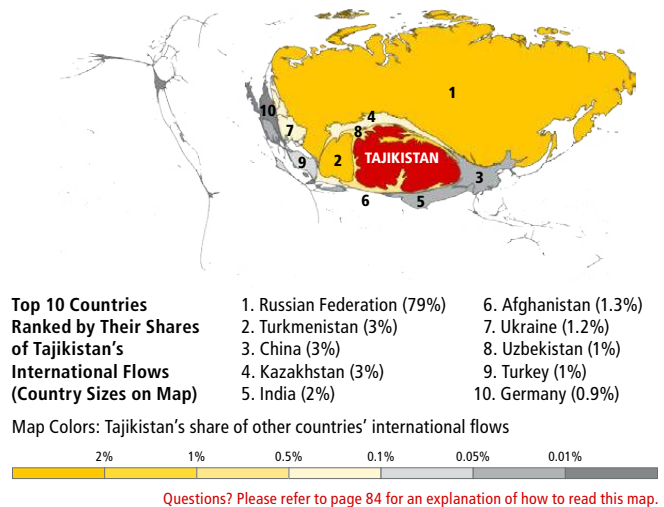 1
10
4
7
8
TAJIKISTAN
9
2
3
6
5
Top 10 Countries
Ranked by Their Shares
of Tajikistan's
International Flows
(Country Sizes on Map)
1. Russian Federation (79%)
2. Turkmenistan (3%)
3. China (3%)
4. Kazakhstan (3%)
5. India (2%)
6. Afghanistan (1.3%)
7. Ukraine (1.2%)
8. Uzbekistan (1%)
9. Turkey (1%)
10. Germany (0.9%)
Map Colors: Tajikistan's share of other countries' international flows
2% 1% 0.5% 0.1% 0.05% 0.01%
Questions? Please refer to page 84 for an explanation of how to read this map.